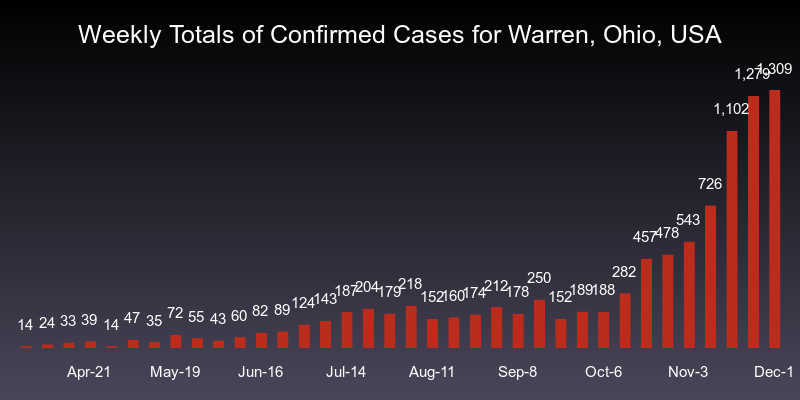 Weekly Totals of Confirmed Cases for Warren, Ohio, USA
14 24 33 39 14 47 35 72 55 43 60 82 89 124 143 187 204 179 218 152 160 174 212 178 250 152 189 188 282 457 478 543 726 1,102 1,279 1,309
Apr-21 May-19 Jun-16 Jul-14 Aug-11 Sep-8 Oct-6 Nov-3 Dec-1